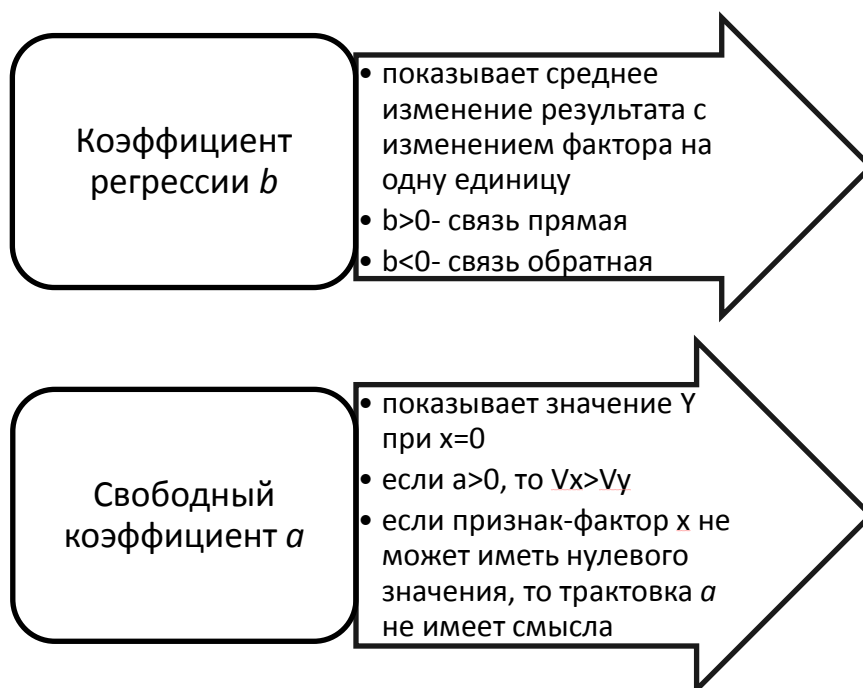 Коэффициент
регрессии b
• показывает среднее
изменение результата с
изменением фактора на
одну единицу
• b>0- связь прямая
• b<0- связь обратная
Свободный
коэффициент a
• показывает значение Y
при x=0
• если a>0, то Vx>Vy
• если признак-фактор x не
может иметь нулевого
значения, то трактовка a
не имеет смысла